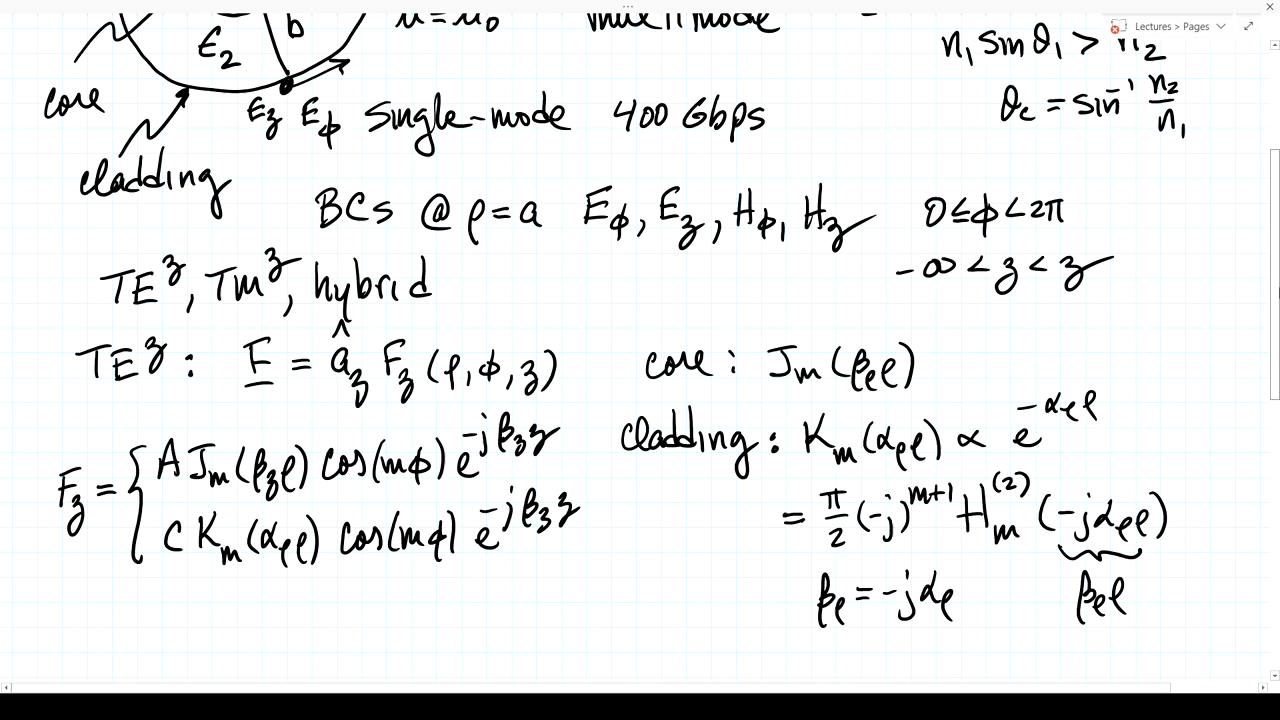 Lectures > Pages
ε₂ b μ = μ₀ multimode
n₁ sin θ₁ > n₂
core
θc = sin⁻¹ n₂/n₁
Ez Eφ single-mode 400 Gbps
cladding
BCs @ ρ=a Eφ, Ez, Hφ, Hz 0≤φ<2π
-∞ < z < z
TEᶻ, TMᶻ, hybrid
TEᶻ: F = âz Fz (ρ,φ,z) core: Jm(βρρ)
cladding: Km(αρρ) ∝ e^{-αρρ}
Fz = { A Jm(βzρ) cos(mφ) e^{-jβz z}
C Km(αρρ) cos(mφ) e^{-jβz z}
= π/2 (-j)^{m+1} Hm^{(2)} (-jαρρ)
βρ = -jαρ βρρ